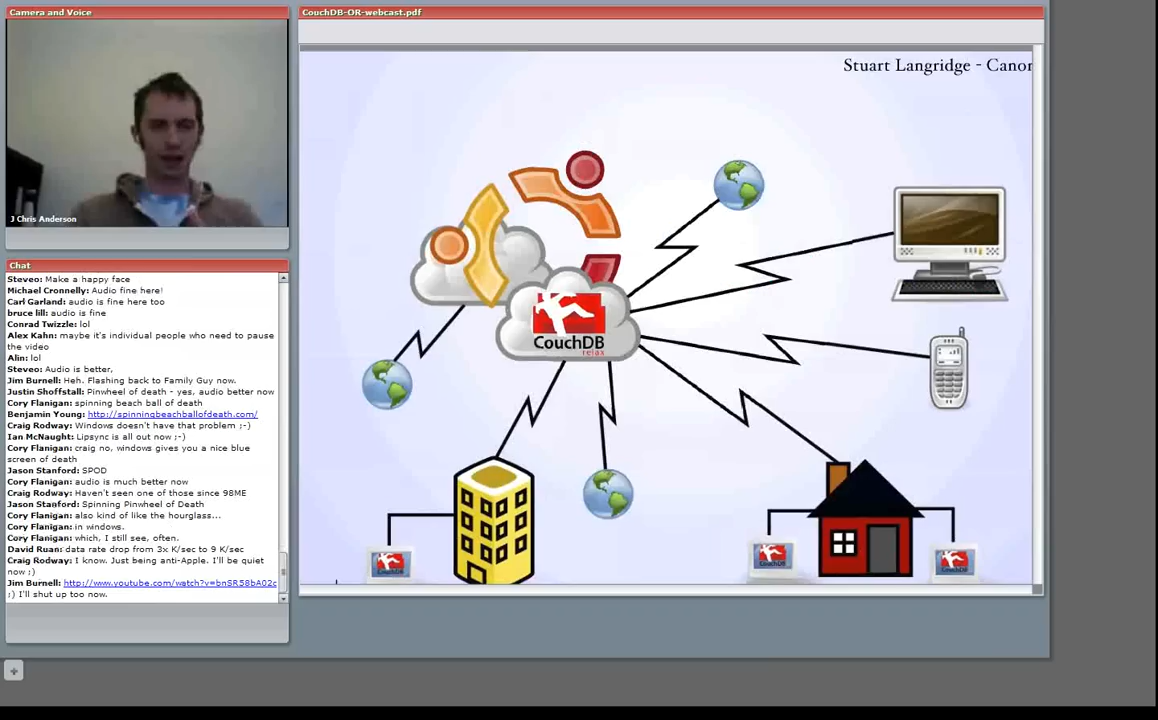 Camera and Voice
J Chris Anderson
Chat
Steveo: Make a happy face
Michael Cronnelly: Audio fine here!
Carl Garland: audio is fine here too
bruce lill: audio is fine
Conrad Twizzle: lol
Alex Kahn: maybe it's individual people who need to pause
the video
Alin: lol
Steveo: Audio is better,
Jim Burnell: Heh. Flashing back to Family Guy now.
Justin Shoffstall: Pinwheel of death - yes, audio better now
Cory Flanigan: spinning beach ball of death
Benjamin Young: http://spinningbeachballofdeath.com/
Craig Rodway: Windows doesn't have that problem ;-)
Ian McNaught: Lipsync is all out now ;-)
Cory Flanigan: craig no, windows gives you a nice blue
screen of death
Jason Stanford: SPOD
Cory Flanigan: audio is much better now
Craig Rodway: Haven't seen one of those since 98ME
Jason Stanford: Spinning Pinwheel of Death
Cory Flanigan: also kind of like the hourglass...
Cory Flanigan: in windows.
Cory Flanigan: which, I still see, often.
David Ruan: data rate drop from 3x K/sec to 9 K/sec
Craig Rodway: I know. Just being anti-Apple. I'll be quiet
now :)
Jim Burnell: http://www.youtube.com/watch?v=bnSR58bA02c
:) I'll shut up too now.
CouchDB-OR-webcast.pdf
Stuart Langridge - Canon
CouchDB
relax
CouchDB
CouchDB
CouchDB